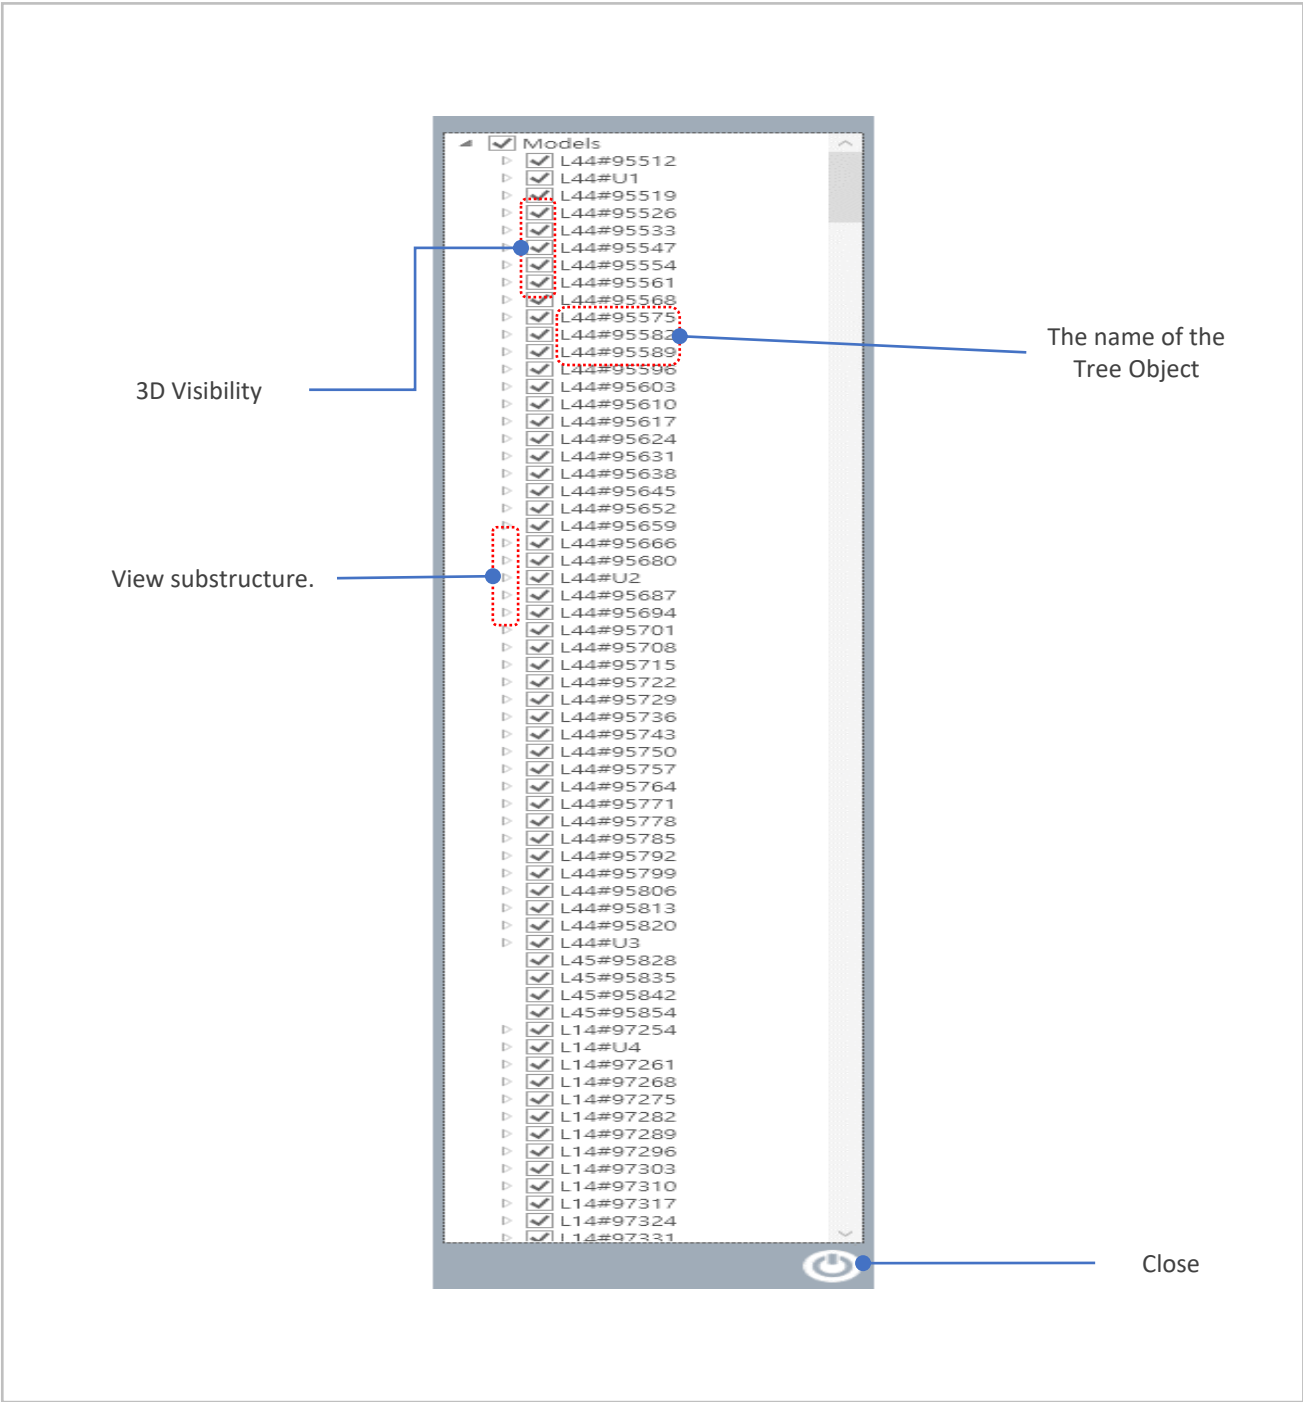 Models
L44#95512
L44#U1
L44#95519
L44#95526
L44#95533
L44#95547
L44#95554
L44#95561
L44#95568
L44#95575
L44#95582
L44#95589
L44#95596
L44#95603
L44#95610
L44#95617
L44#95624
L44#95631
L44#95638
L44#95645
L44#95652
L44#95659
L44#95666
L44#95680
L44#U2
L44#95687
L44#95694
L44#95701
L44#95708
L44#95715
L44#95722
L44#95729
L44#95736
L44#95743
L44#95750
L44#95757
L44#95764
L44#95771
L44#95778
L44#95785
L44#95792
L44#95799
L44#95806
L44#95813
L44#95820
L44#U3
L45#95828
L45#95835
L45#95842
L45#95854
L14#97254
L14#U4
L14#97261
L14#97268
L14#97275
L14#97282
L14#97289
L14#97296
L14#97303
L14#97310
L14#97317
L14#97324
L14#97331
3D Visibility
View substructure.
The name of the
Tree Object
Close